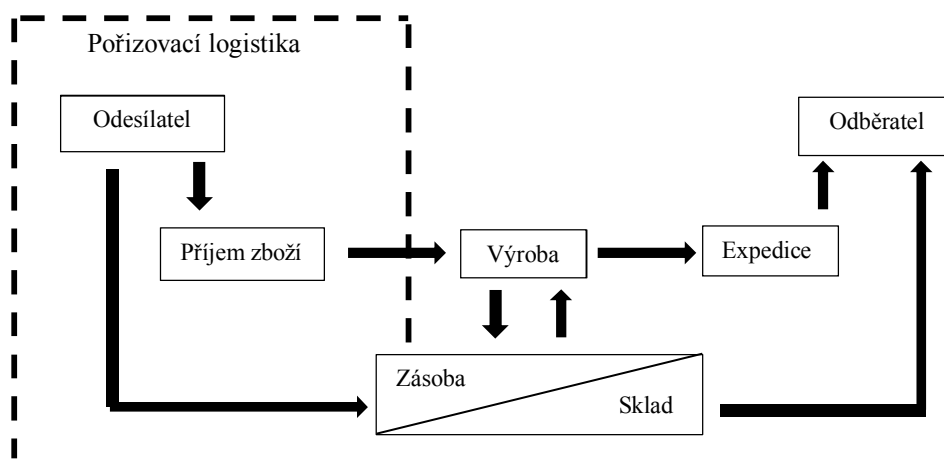 Pořizovací logistika
Odesílatel
Odběratel
Příjem zboží
Výroba
Expedice
Zásoba
Sklad